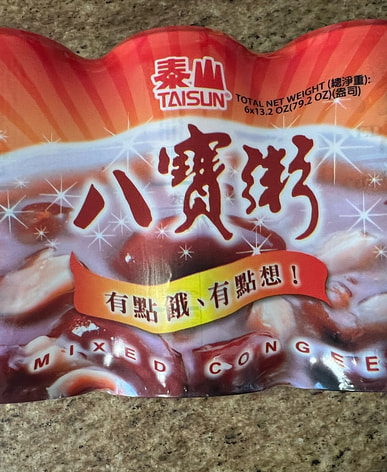 泰山
TAISUN®
TOTAL NET WEIGHT (總淨重):
6x13.2 OZ(79.2 OZ)(盎司)
八寶粥
有點餓、有點想！
MIXED CONGEE